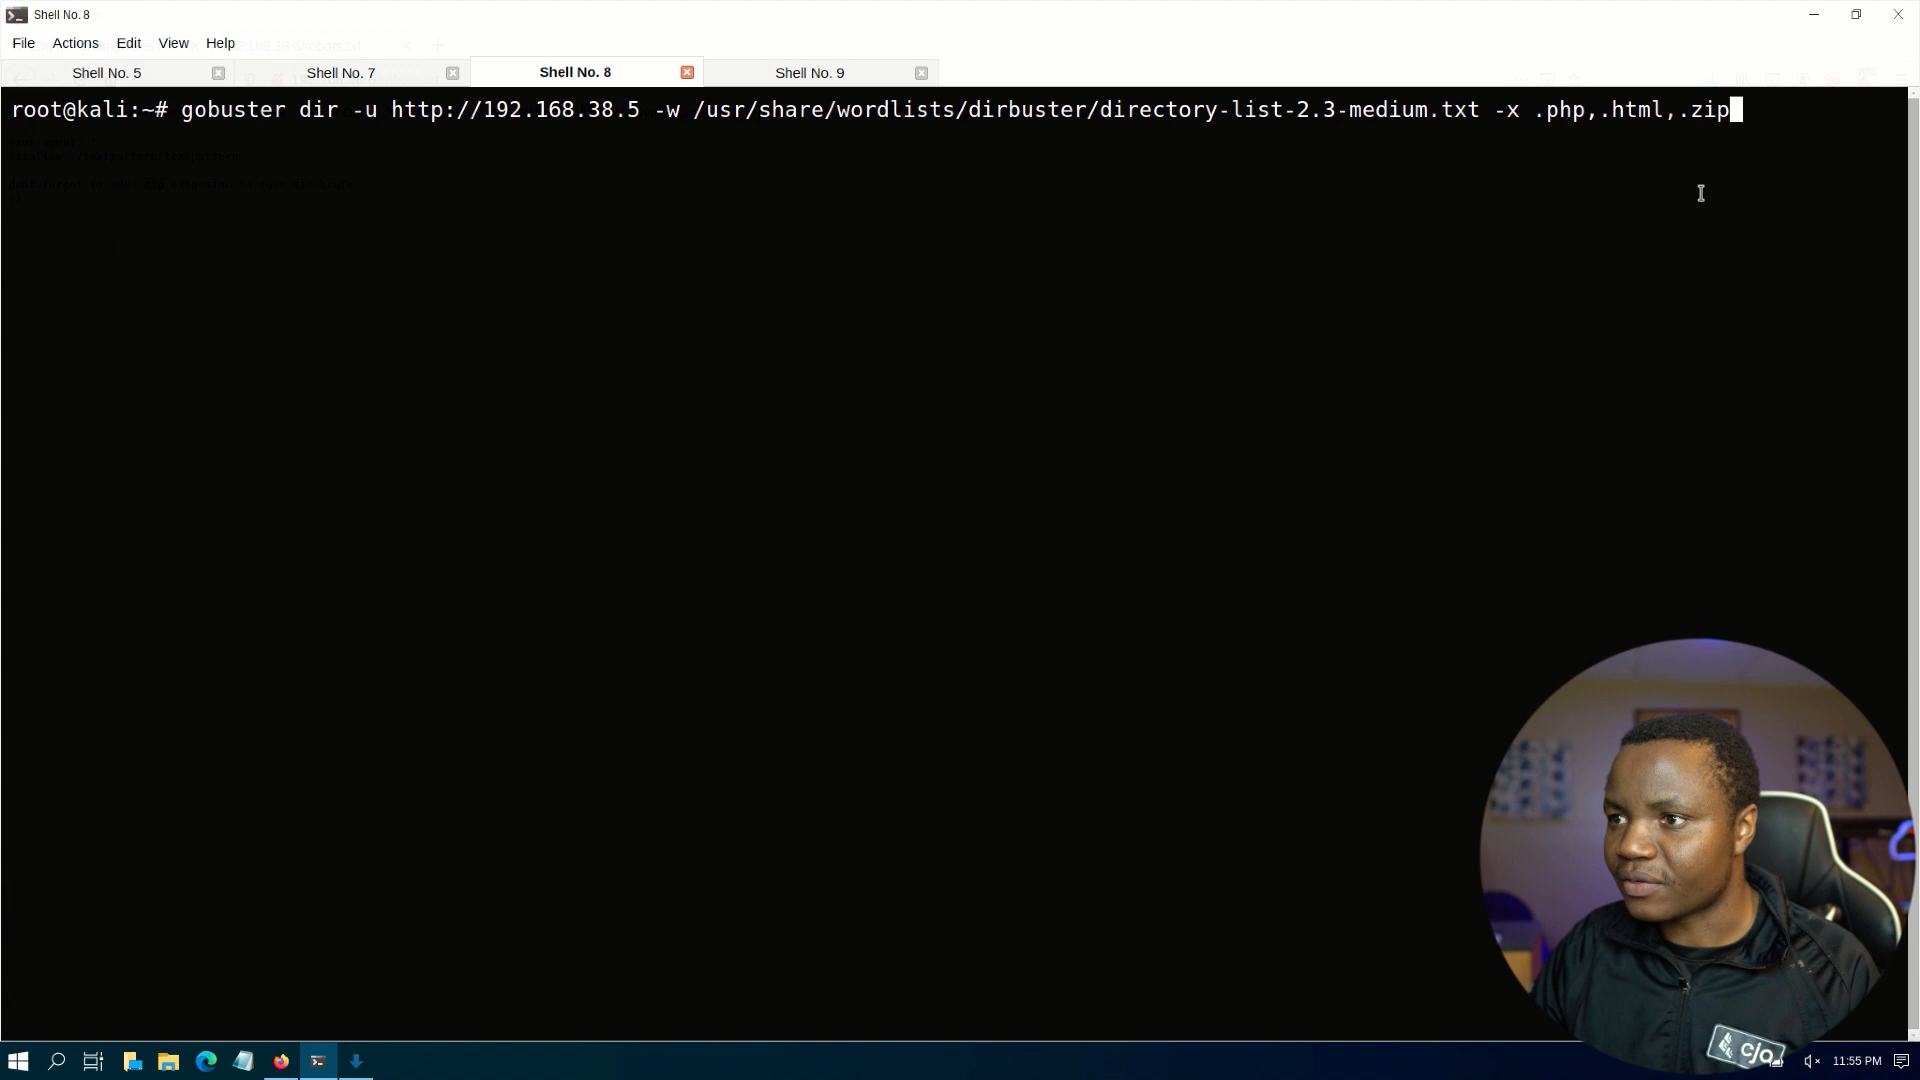 Shell No. 8
File Actions Edit View Help
Shell No. 5
Shell No. 7
Shell No. 8
Shell No. 9
root@kali:~# gobuster dir -u http://192.168.38.5 -w /usr/share/wordlists/dirbuster/directory-list-2.3-medium.txt -x .php,.html,.zip
cja
11:55 PM